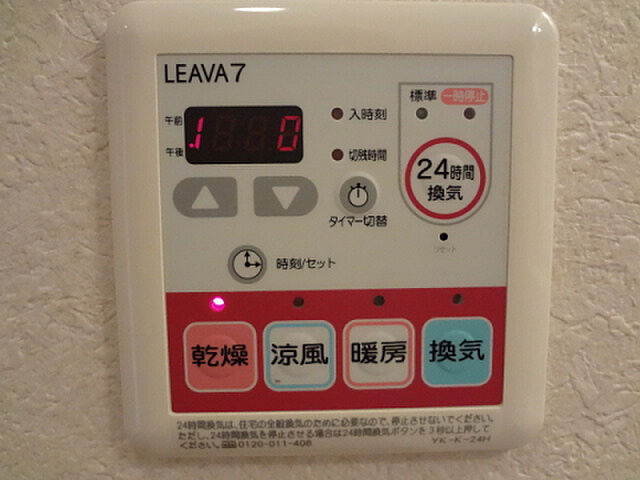 LEAVA7
午前
午後
J 0
入時刻
切残時間
タイマー切替
時刻/セット
標準 一時停止
24時間
換気
リセット
乾燥 涼風 暖房 換気
24時間換気は、住宅の全般換気のために必要なので、停止させないでください。
ただし、24時間換気を停止させる場合は24時間換気ボタンを3秒以上押して
ください。 0120-011-408 YK-K-24H